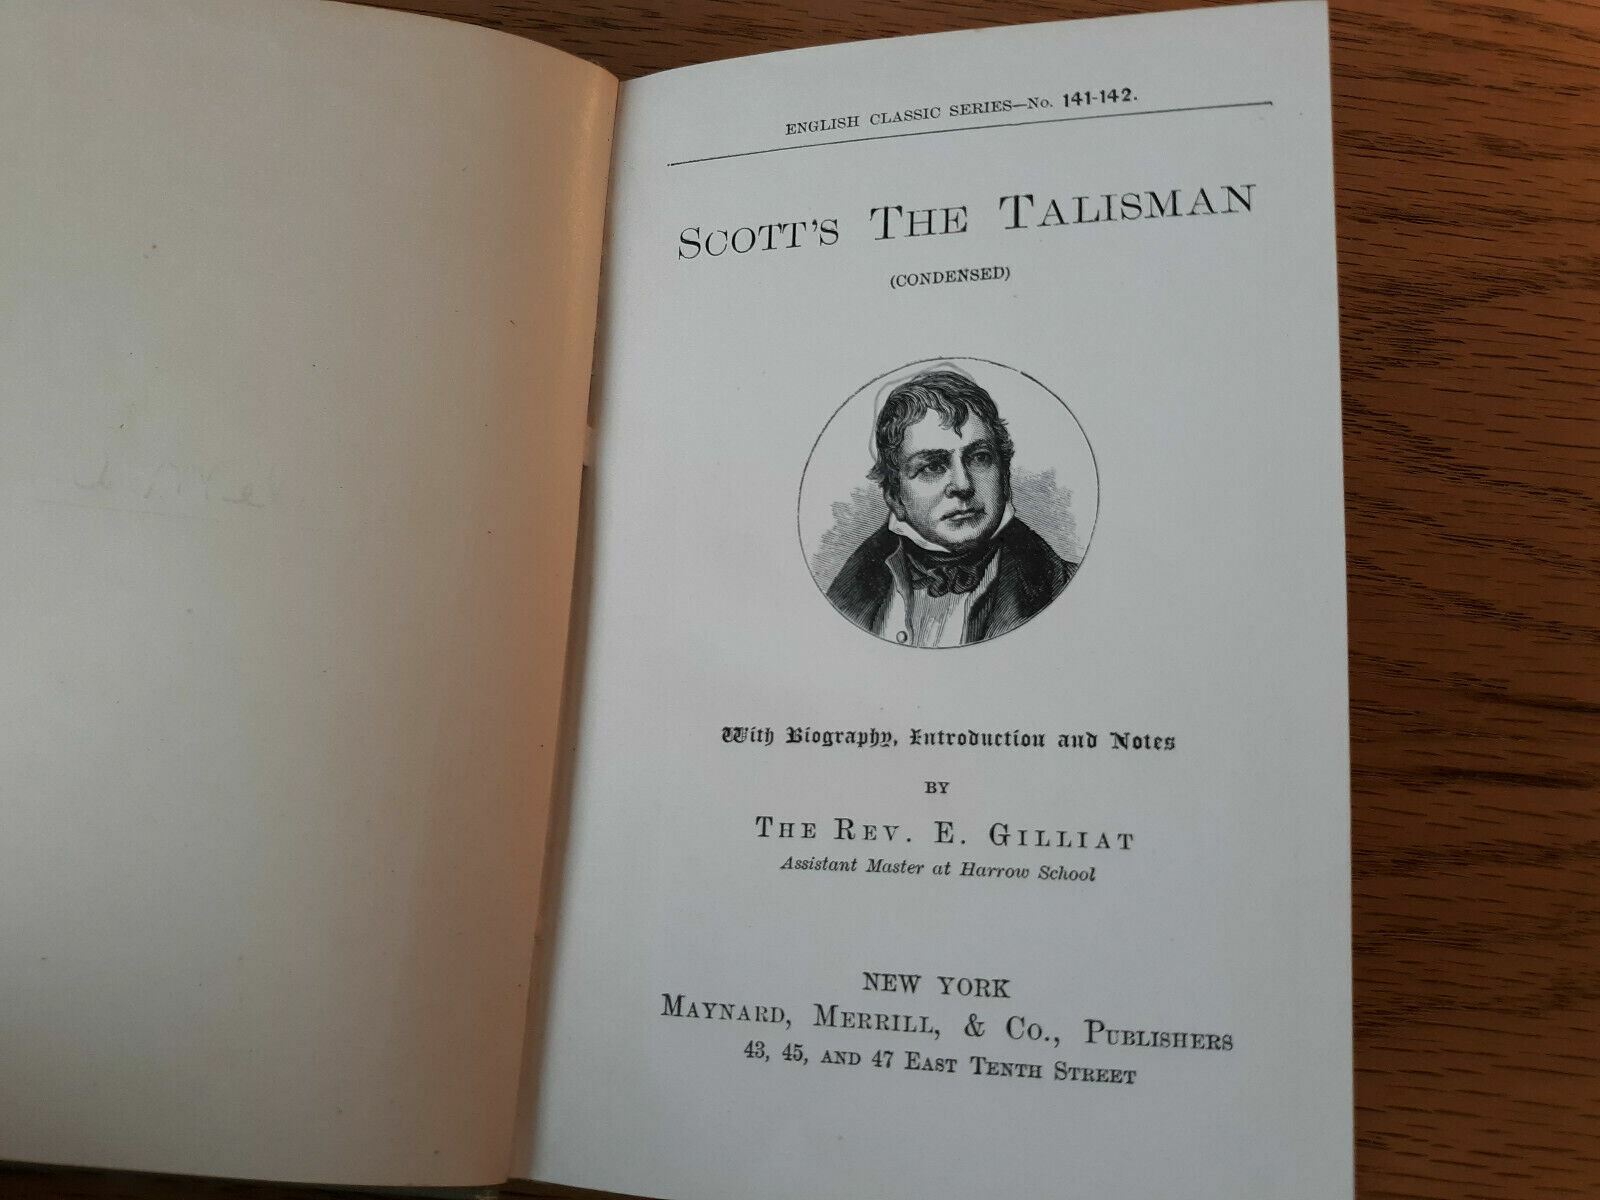 ENGLISH CLASSIC SERIES—No. 141-142.
SCOTT'S THE TALISMAN
(CONDENSED)
With Biography, Introduction and Notes
BY
THE REV. E. GILLIAT
Assistant Master at Harrow School
NEW YORK
MAYNARD, MERRILL, & CO., PUBLISHERS
43, 45, AND 47 EAST TENTH STREET